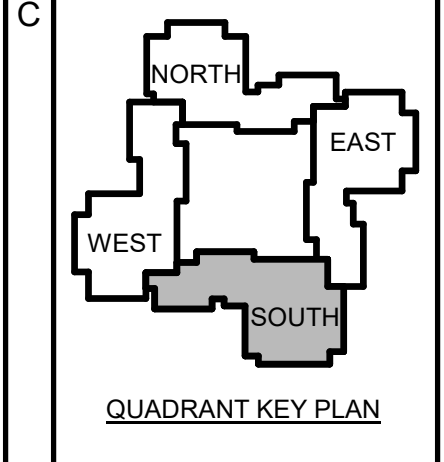 C
NORTH
EAST
WEST
SOUTH
QUADRANT KEY PLAN